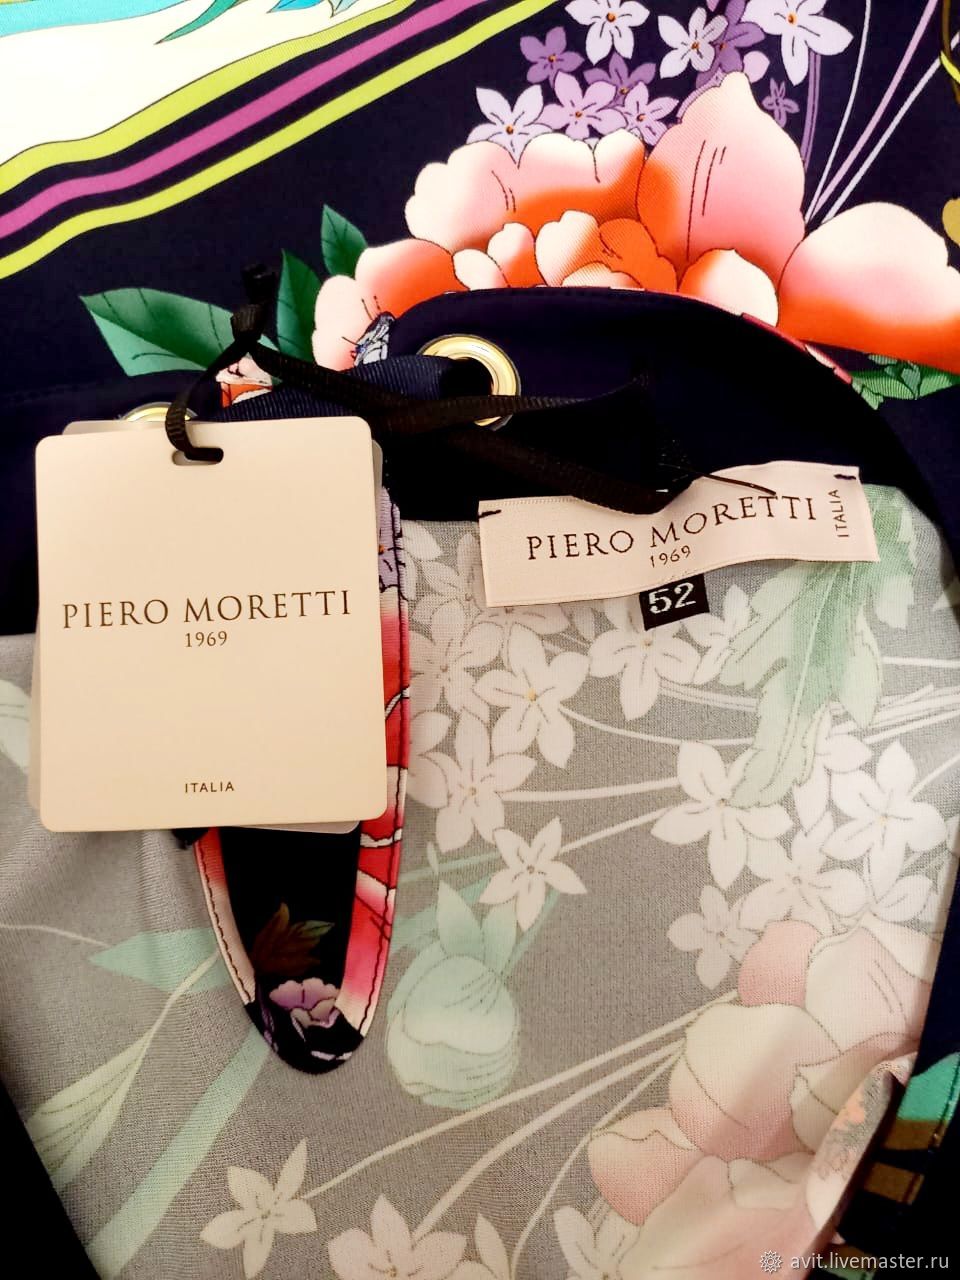 PIERO MORETTI
1969
ITALIA
PIERO MORETTI
1969
ITALIA
52
avit.livemaster.ru